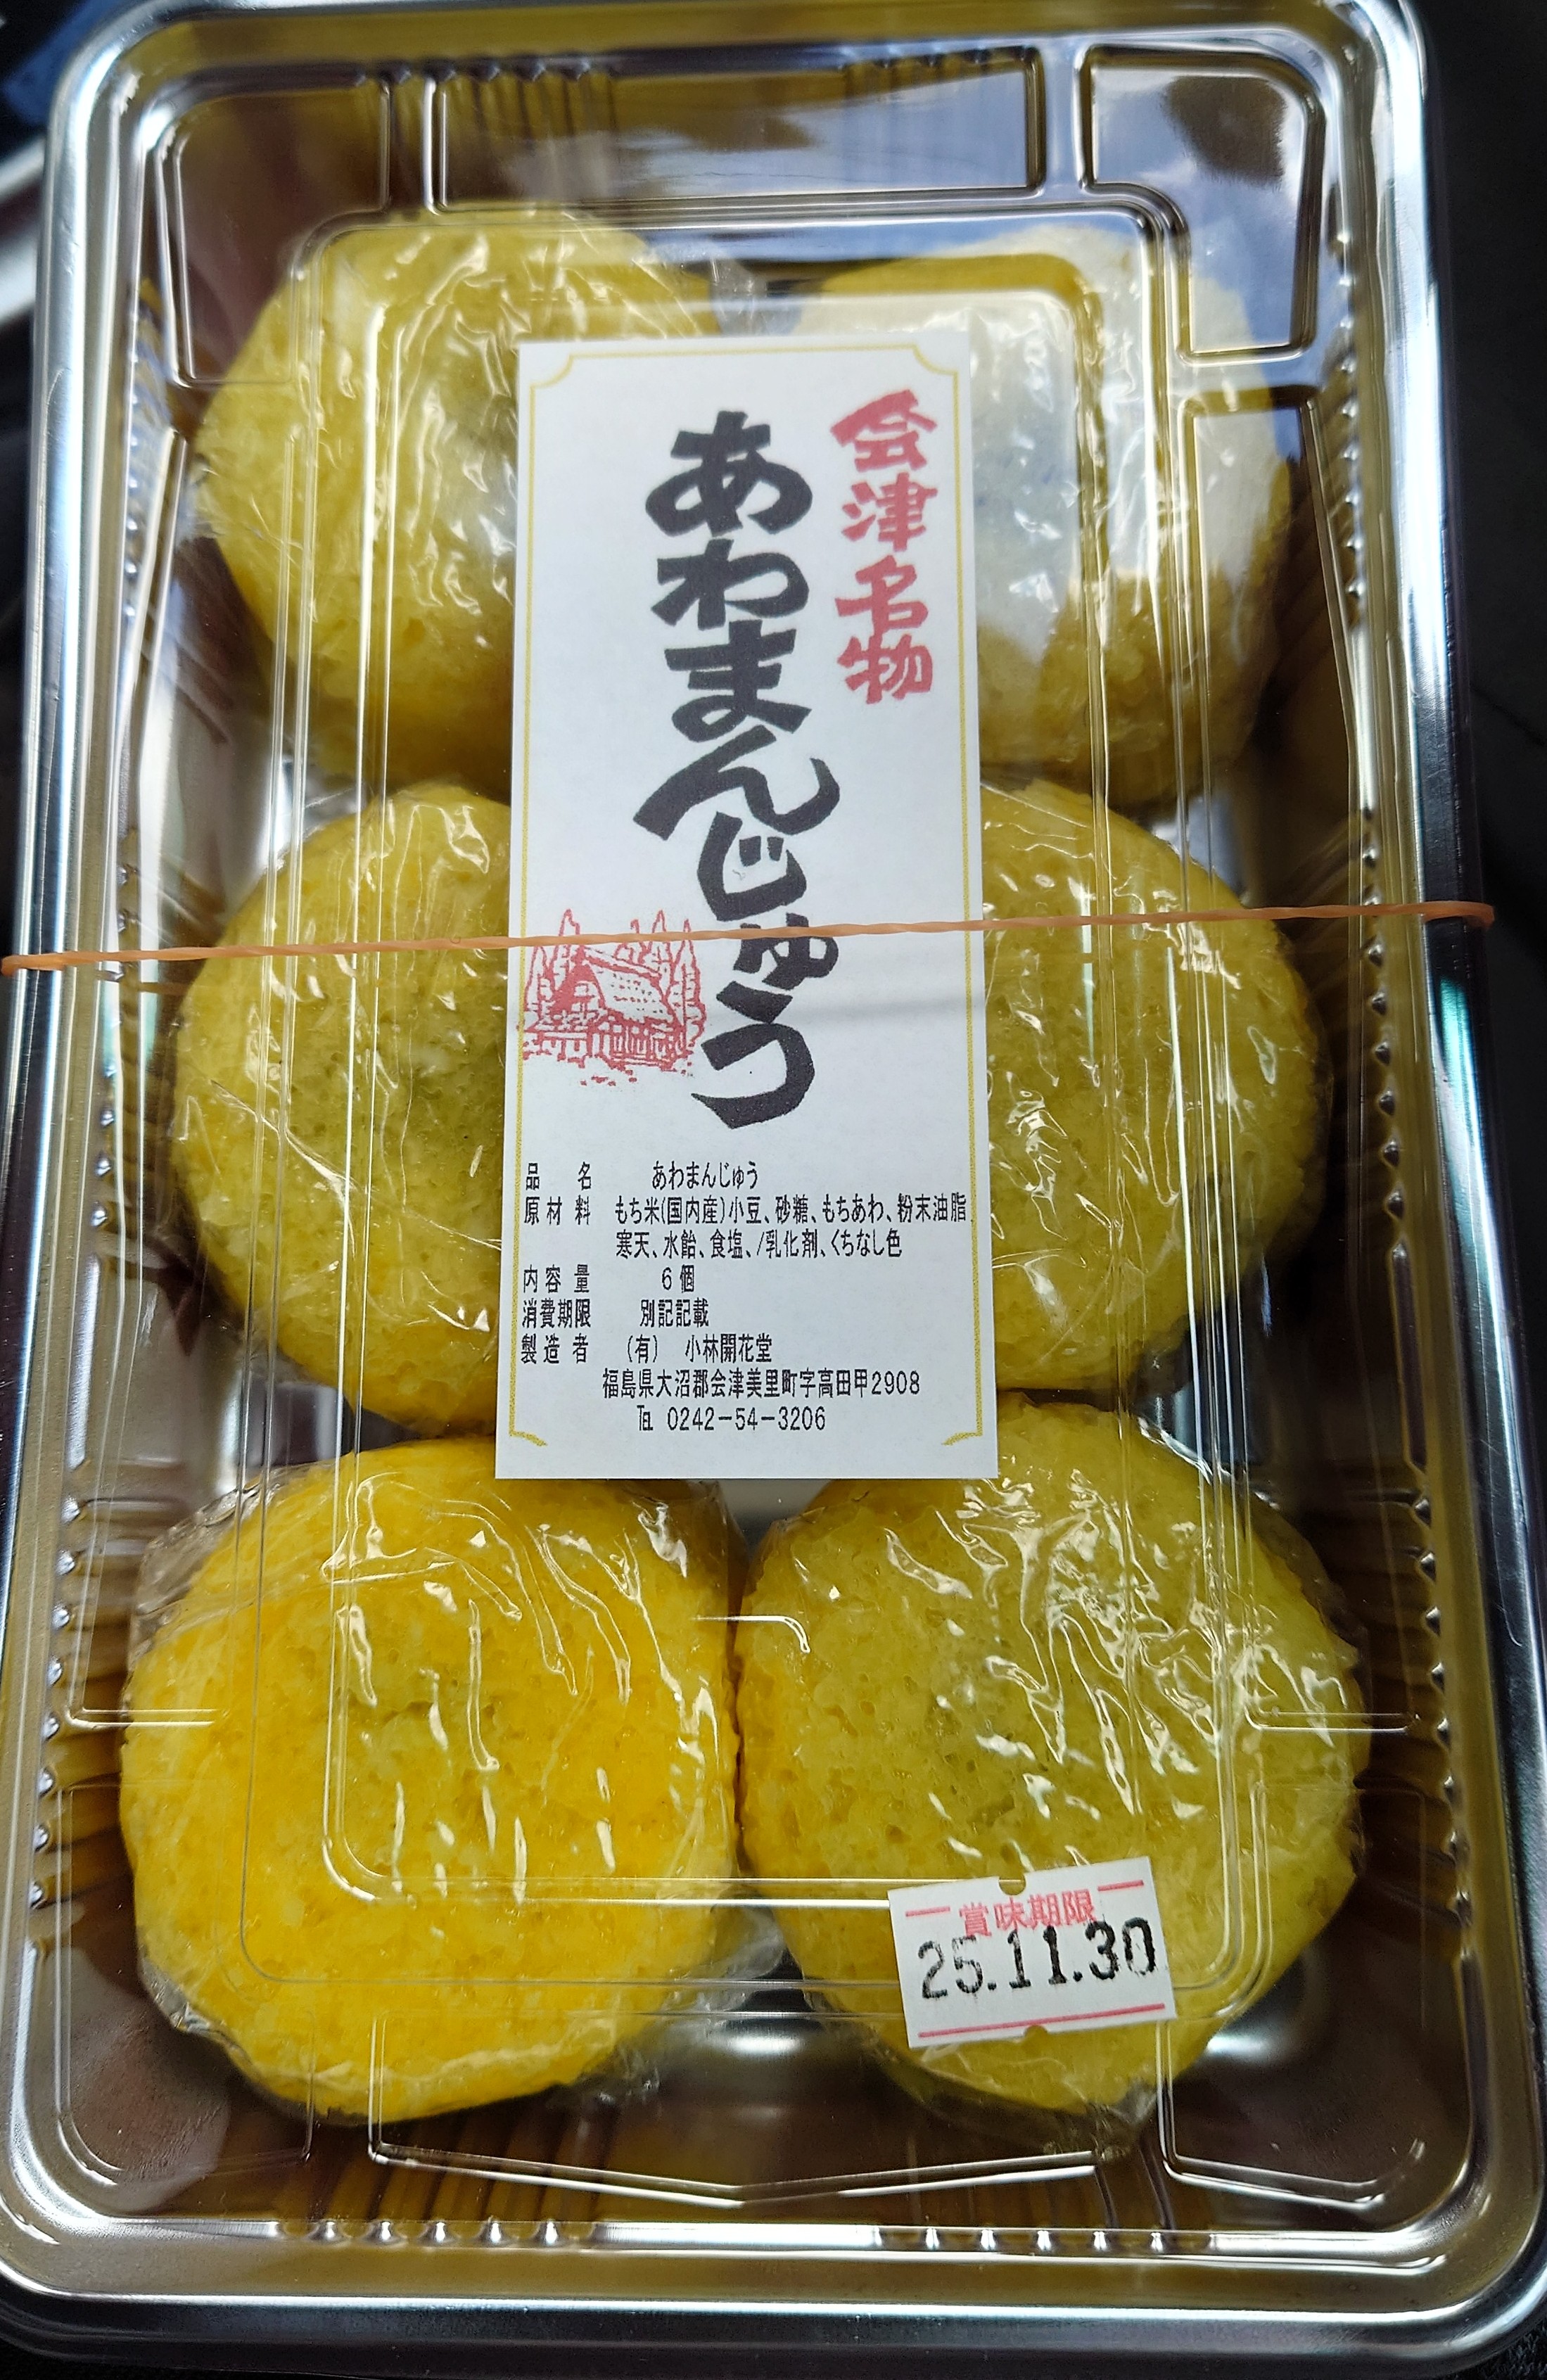 会津名物
あわまんじゅう
品名 あわまんじゅう
原材料 もち米(国内産)小豆、砂糖、もちあわ、粉末油脂
寒天、水飴、食塩、/乳化剤、くちなし色
内容量 6個
消費期限 別記記載
製造者 (有) 小林開花堂
福島県大沼郡会津美里町字高田甲2908
℡ 0242-54-3206
賞味期限
25.11.30